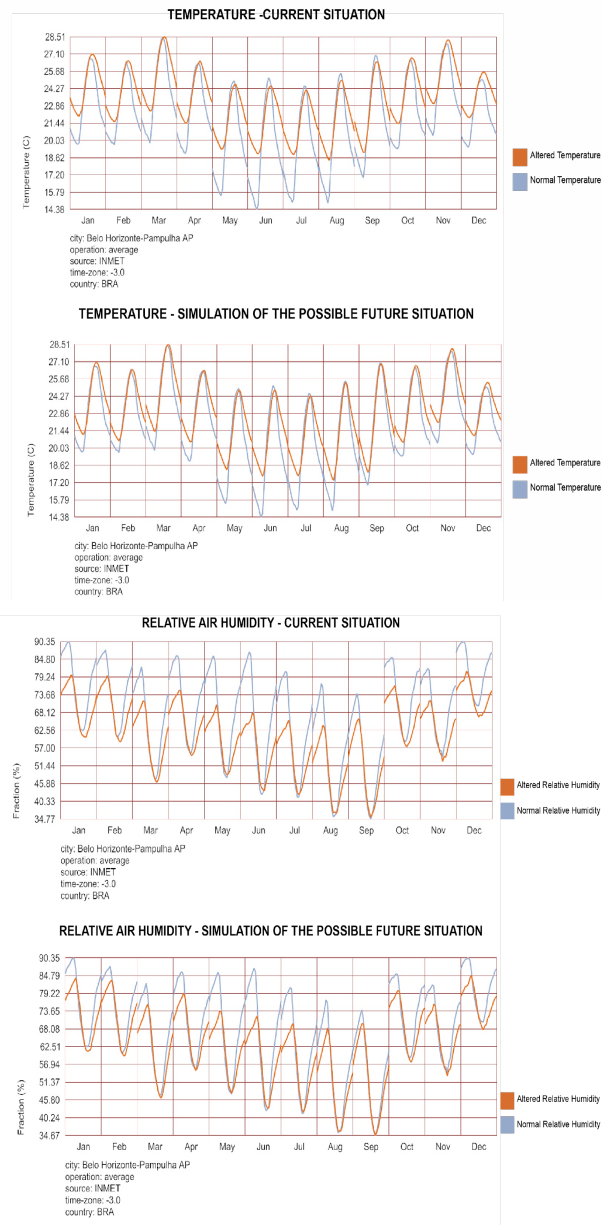 TEMPERATURE -CURRENT SITUATION
28.51
27.10
25.68
24.27
22.86
21.44
20.03
18.62
17.20
15.79
14.38
Temperature (C)
Jan Feb Mar Apr May Jun Jul Aug Sep Oct Nov Dec
Altered Temperature
Normal Temperature
city: Belo Horizonte-Pampulha AP
operation: average
source: INMET
time-zone: -3.0
country: BRA
TEMPERATURE - SIMULATION OF THE POSSIBLE FUTURE SITUATION
28.51
27.10
25.68
24.27
22.86
21.44
20.03
18.62
17.20
15.79
14.38
Temperature (C)
Jan Feb Mar Apr May Jun Jul Aug Sep Oct Nov Dec
Altered Temperature
Normal Temperature
city: Belo Horizonte-Pampulha AP
operation: average
source: INMET
time-zone: -3.0
country: BRA
RELATIVE AIR HUMIDITY - CURRENT SITUATION
90.35
84.80
79.24
73.68
68.12
62.56
57.00
51.44
45.88
40.33
34.77
Fraction (%)
Jan Feb Mar Apr May Jun Jul Aug Sep Oct Nov Dec
Altered Relative Humidity
Normal Relative Humidity
city: Belo Horizonte-Pampulha AP
operation: average
source: INMET
time-zone: -3.0
country: BRA
RELATIVE AIR HUMIDITY - SIMULATION OF THE POSSIBLE FUTURE SITUATION
90.35
84.79
79.22
73.65
68.08
62.51
56.94
51.37
45.80
40.24
34.67
Fraction (%)
Jan Feb Mar Apr May Jun Jul Aug Sep Oct Nov Dec
Altered Relative Humidity
Normal Relative Humidity
city: Belo Horizonte-Pampulha AP
operation: average
source: INMET
time-zone: -3.0
country: BRA